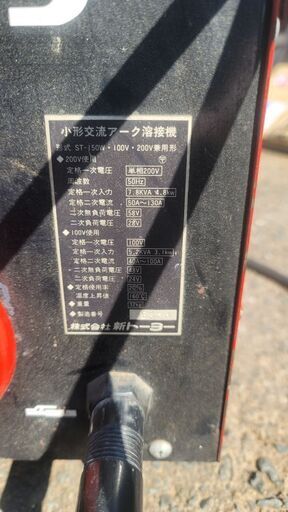 小形交流アーク溶接機
形式 ST-150W・100V・200V兼用形
●200V使用
定格一次電圧 単相200V
周波数 50Hz
定格一次入力 7.8KVA 4.8kw
定格二次電流 50A〜130A
二次無負荷電圧 58V
二次電圧
●100V使用
定格一次電圧 100V
定格一次入力 5.2KVA
定格二次電流 40A〜100A
二次無負荷電圧
二次電圧 24V
●定格使用率 20%
●温度上昇値 160℃
●重量
●製造番号
株式会社 新トーヨー